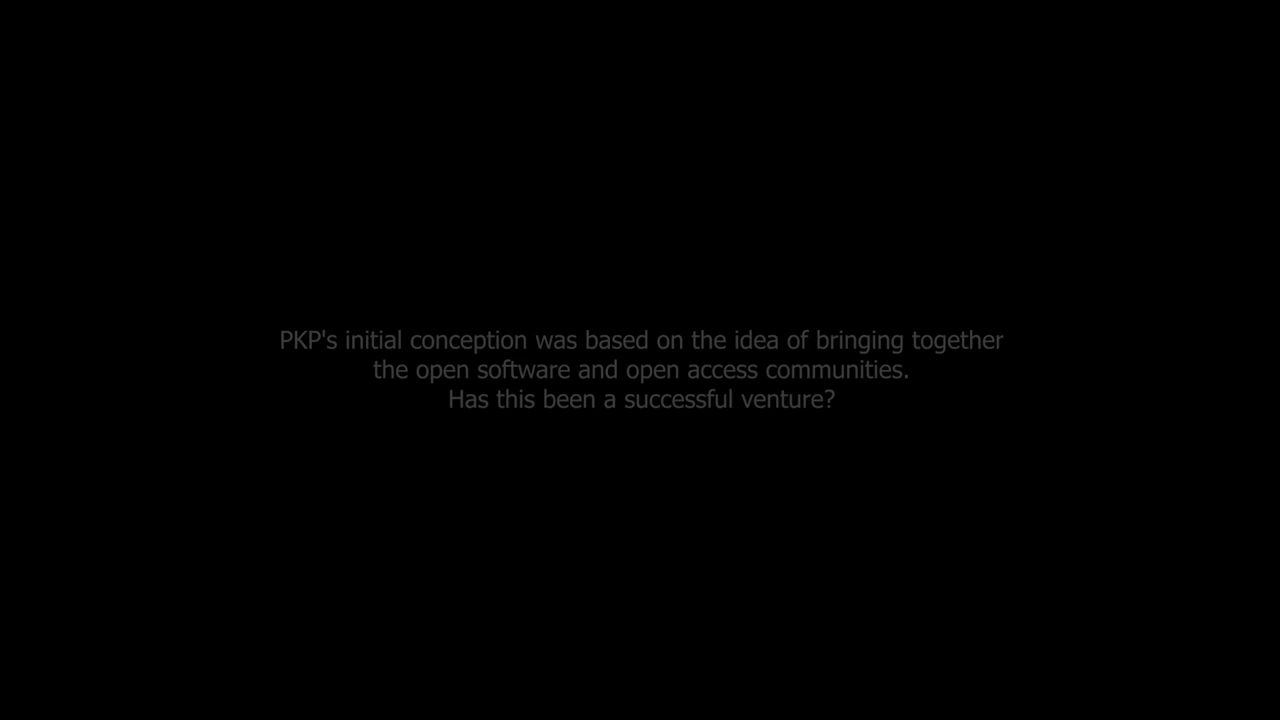 PKP's initial conception was based on the idea of bringing together
the open software and open access communities.
Has this been a successful venture?